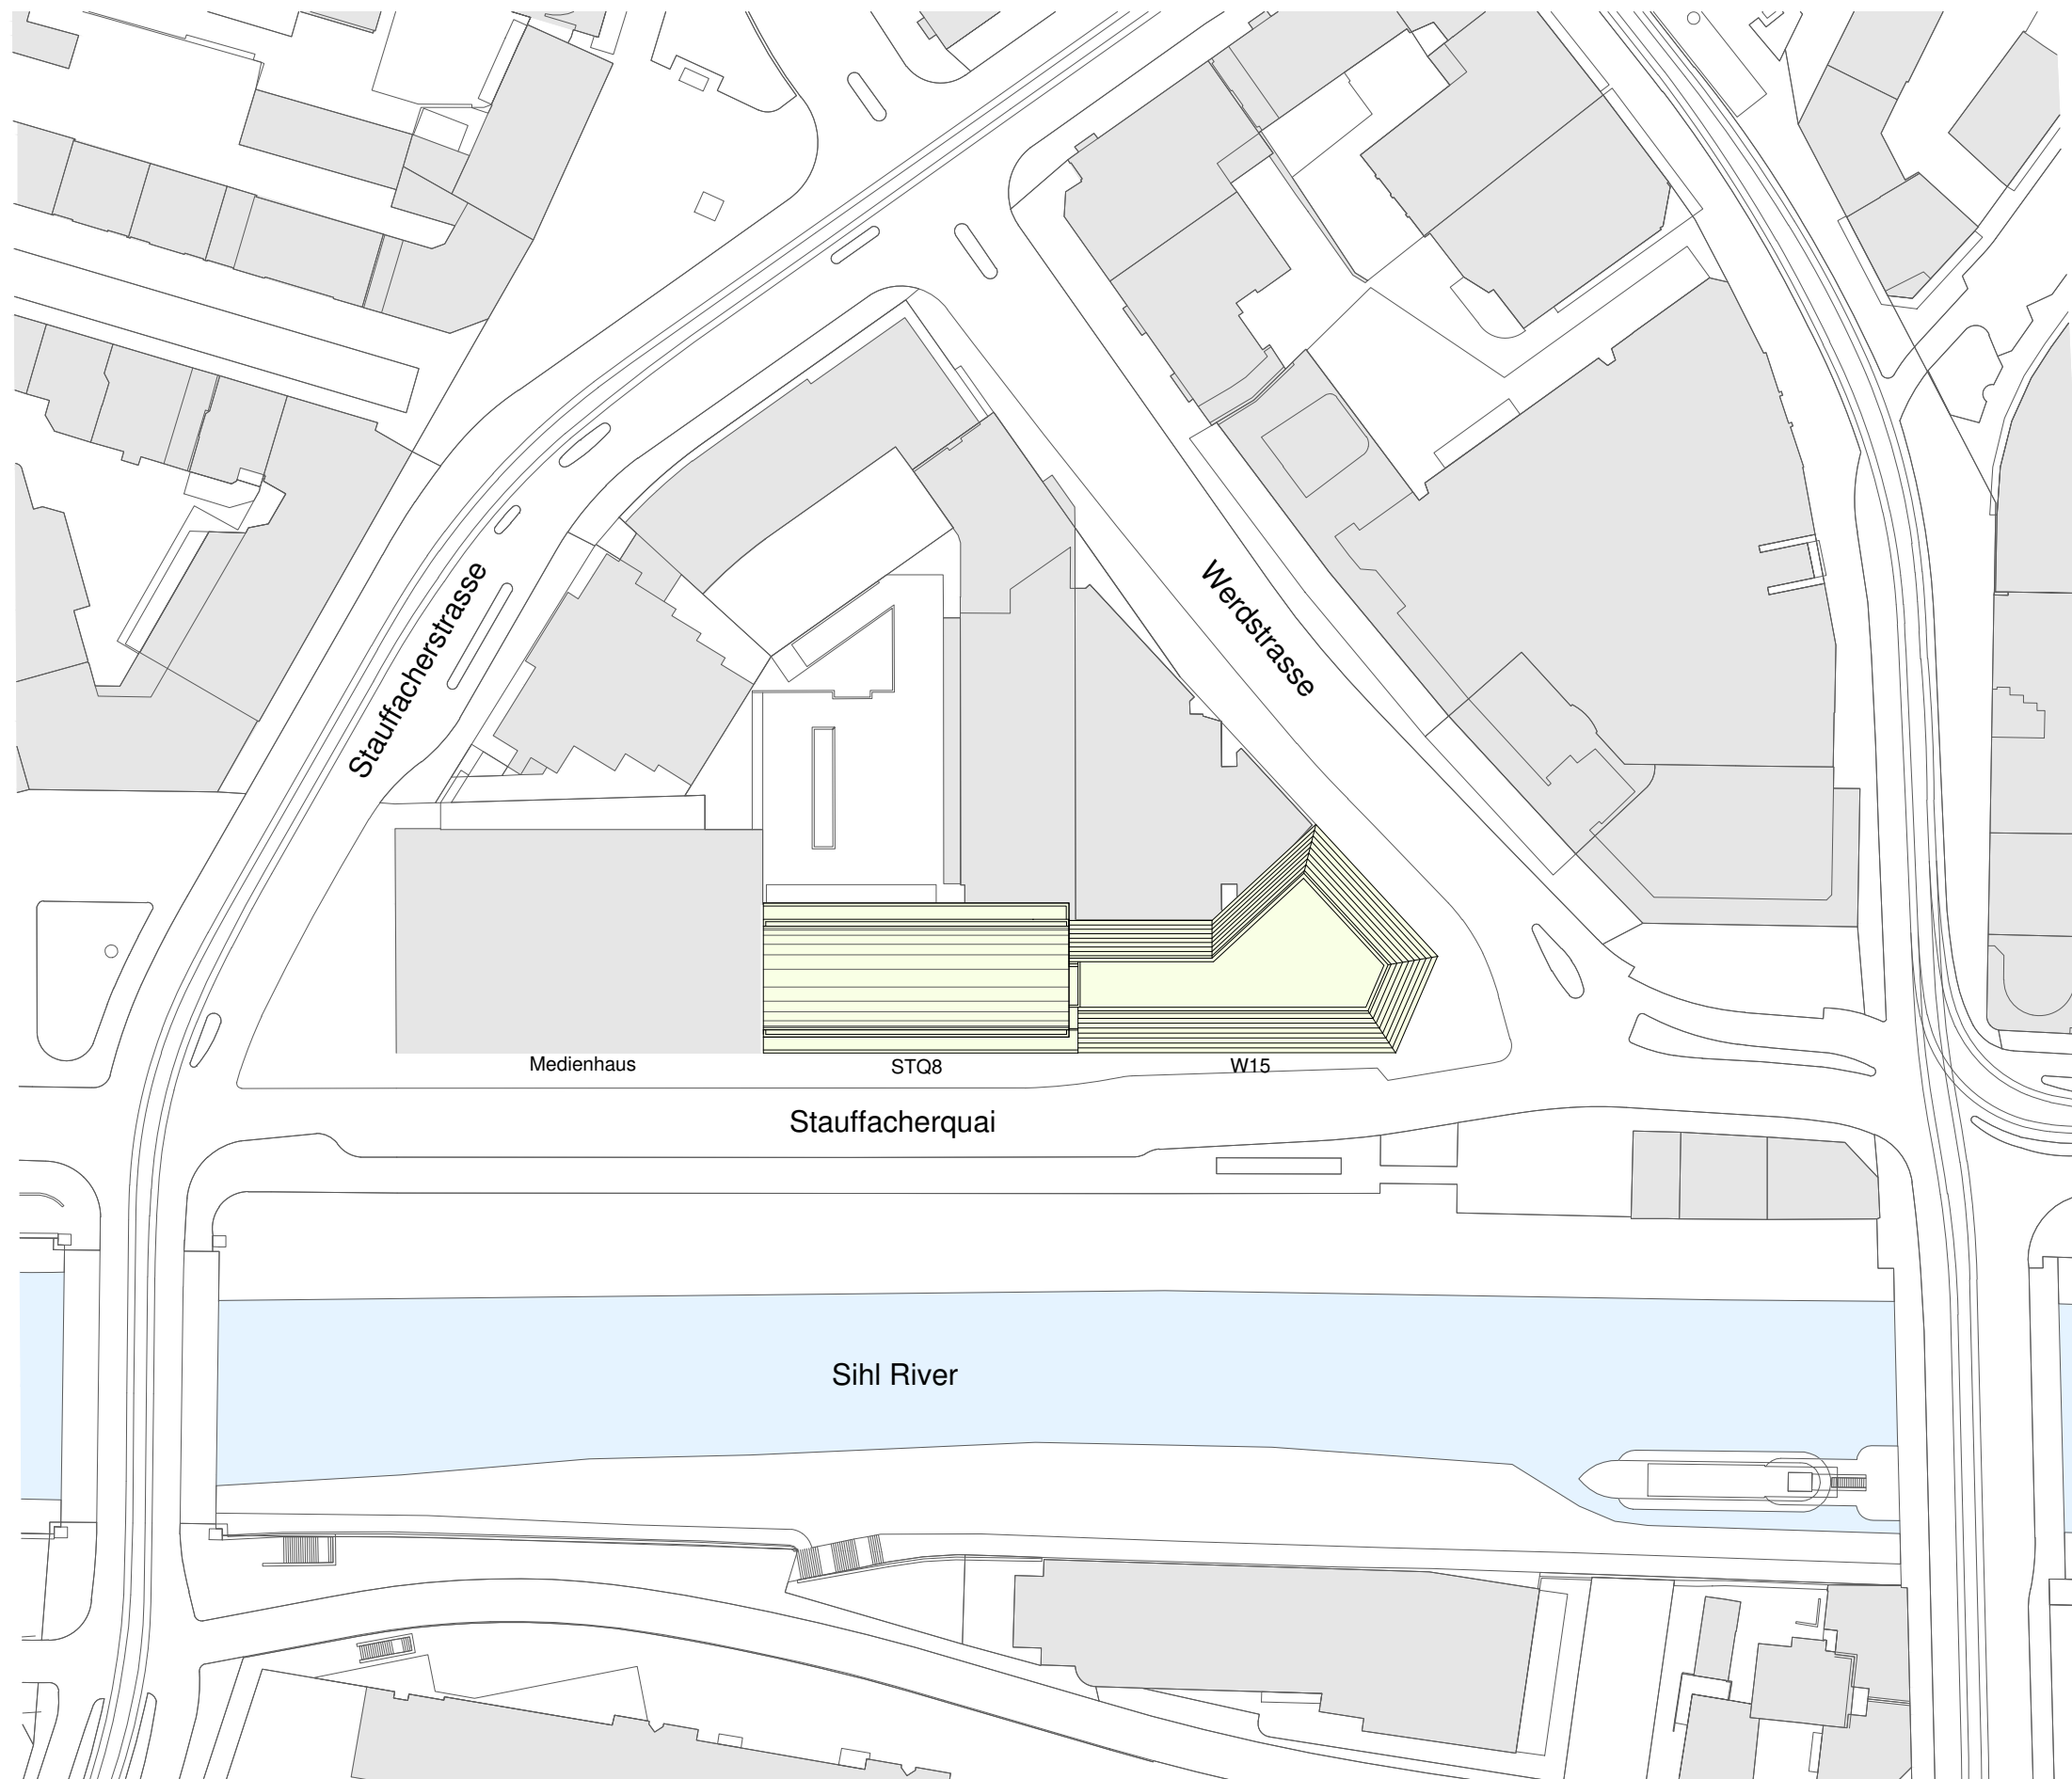 Stauffacherstrasse
Werdstrasse
Medienhaus
STQ8
W15
Stauffacherquai
Sihl River